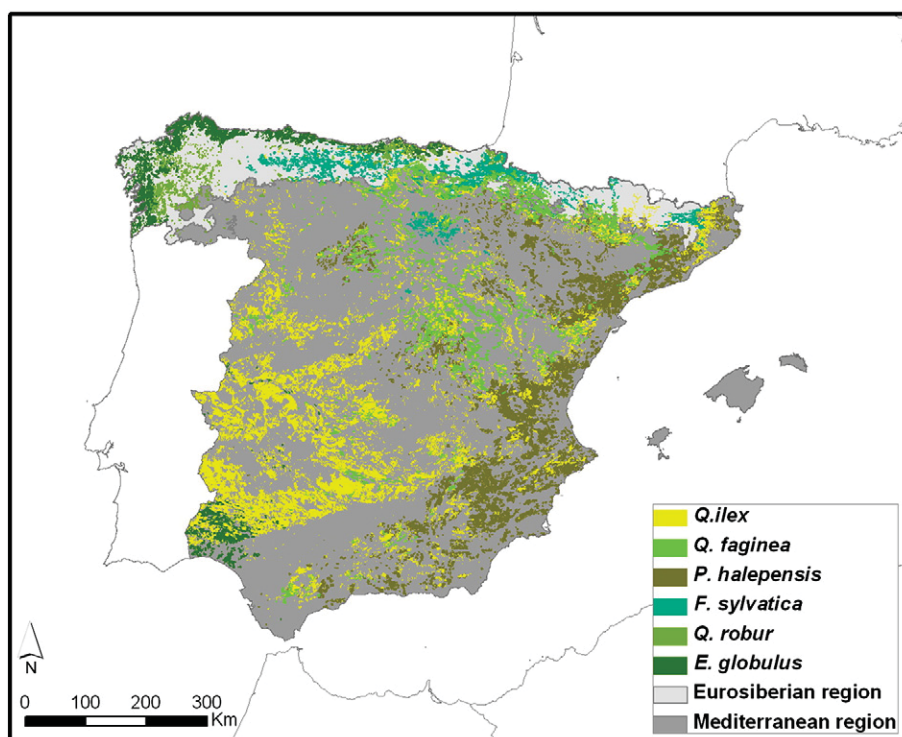 Q.ilex
Q. faginea
P. halepensis
F. sylvatica
Q. robur
E. globulus
Eurosiberian region
Mediterranean region
N
0 100 200 300
Km